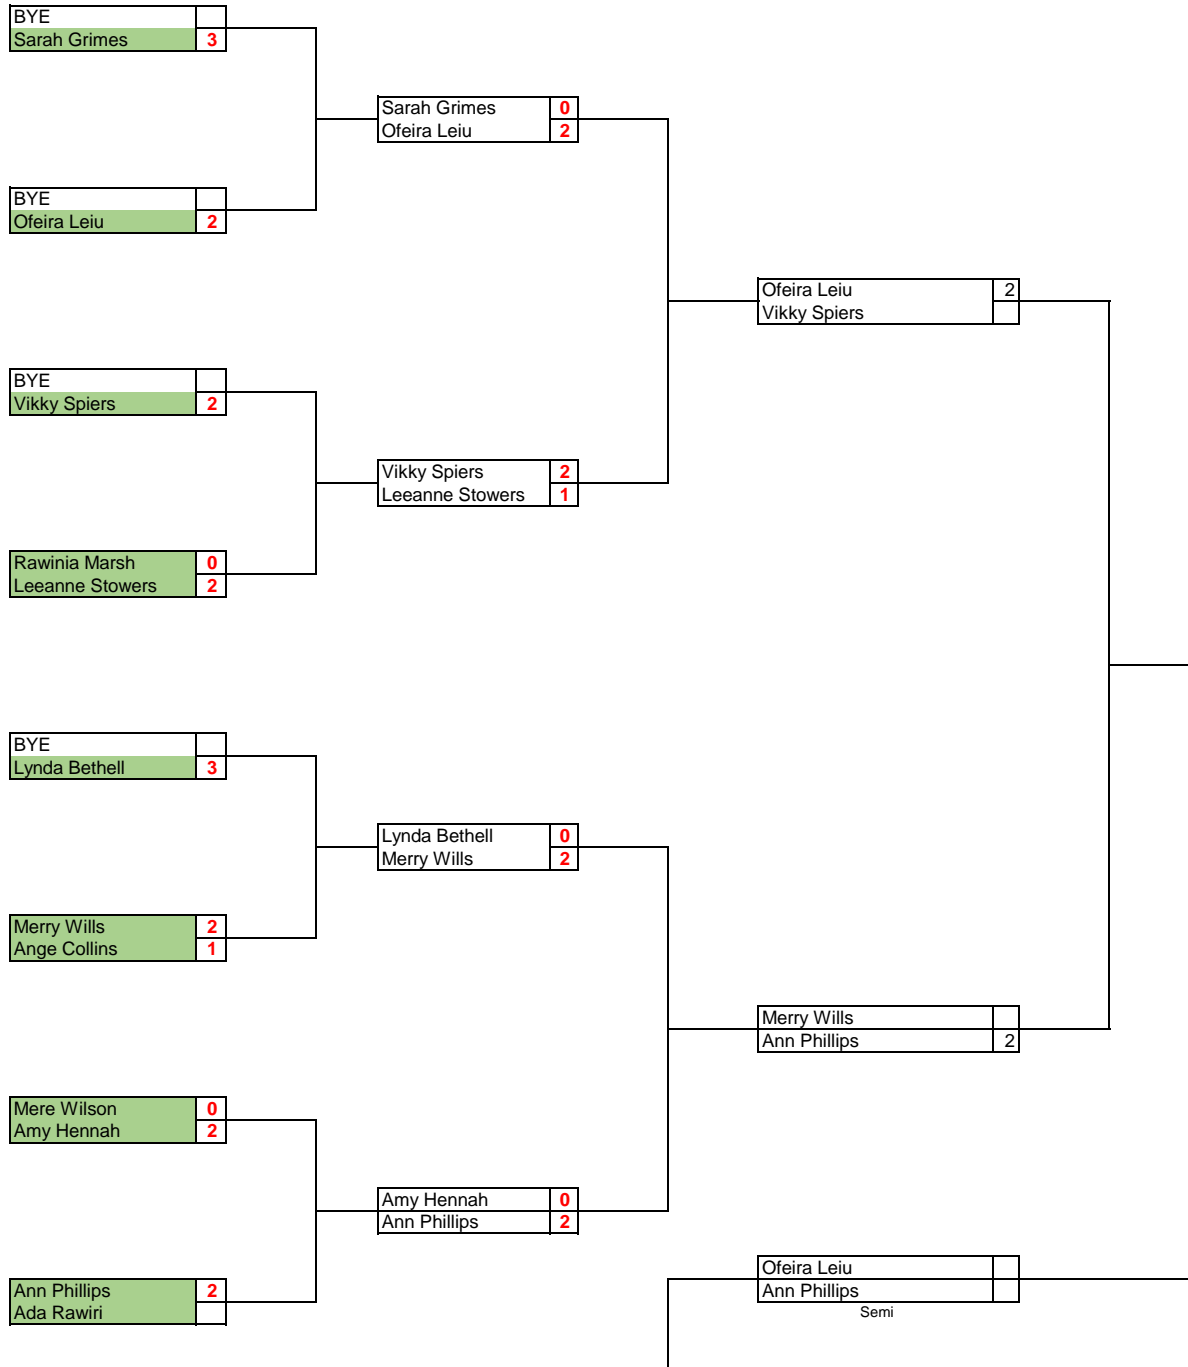 BYE
Sarah Grimes 3
Sarah Grimes 0
Ofeira Leiu 2
BYE
Ofeira Leiu 2
Ofeira Leiu 2
Vikky Spiers
BYE
Vikky Spiers 2
Vikky Spiers 2
Leeanne Stowers 1
Rawinia Marsh 0
Leeanne Stowers 2
BYE
Lynda Bethell 3
Lynda Bethell 0
Merry Wills 2
Merry Wills 2
Ange Collins 1
Merry Wills
Ann Phillips 2
Mere Wilson 0
Amy Hennah 2
Amy Hennah 0
Ann Phillips 2
Ofeira Leiu
Ann Phillips
Semi
Ann Phillips 2
Ada Rawiri